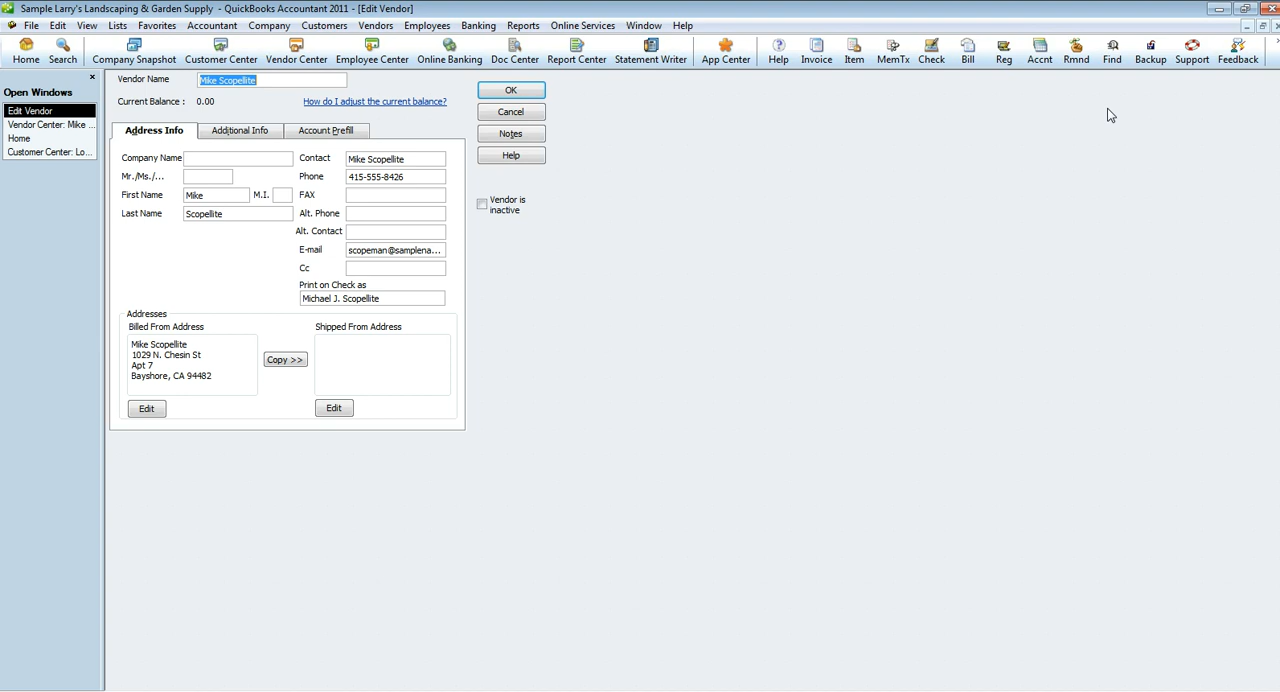 Sample Larry's Landscaping & Garden Supply - QuickBooks Accountant 2011 - [Edit Vendor]
File Edit View Lists Favorites Accountant Company Customers Vendors Employees Banking Reports Online Services Window Help
Home Search Company Snapshot Customer Center Vendor Center Employee Center Online Banking Doc Center Report Center Statement Writer App Center Help Invoice Item MemTx Check Bill Reg Accnt Rmnd Find Backup Support Feedback
Open Windows
Edit Vendor
Vendor Center: Mike ...
Home
Customer Center: Lo...
Vendor Name Mike Scopellite
Current Balance : 0.00 How do I adjust the current balance?
Address Info Additional Info Account Prefill
Company Name
Mr./Ms./...
First Name Mike M.I.
Last Name Scopellite
Contact Mike Scopellite
Phone 415-555-8426
FAX
Alt. Phone
Alt. Contact
E-mail scopeman@samplena...
Cc
Print on Check as
Michael J. Scopellite
Addresses
Billed From Address
Mike Scopellite
1029 N. Chesin St
Apt 7
Bayshore, CA 94482
Edit
Copy >>
Shipped From Address
Edit
OK
Cancel
Notes
Help
Vendor is
inactive